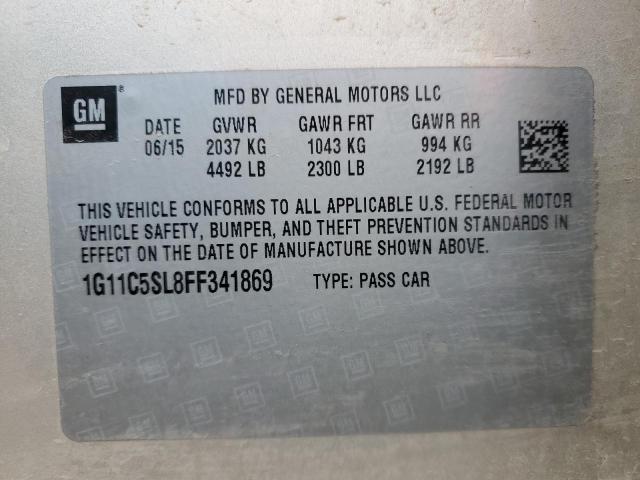 GM®
MFD BY GENERAL MOTORS LLC
DATE GVWR GAWR FRT GAWR RR
06/15 2037 KG 1043 KG 994 KG
4492 LB 2300 LB 2192 LB
THIS VEHICLE CONFORMS TO ALL APPLICABLE U.S. FEDERAL MOTOR
VEHICLE SAFETY, BUMPER, AND THEFT PREVENTION STANDARDS IN
EFFECT ON THE DATE OF MANUFACTURE SHOWN ABOVE.
1G11C5SL8FF341869 TYPE: PASS CAR